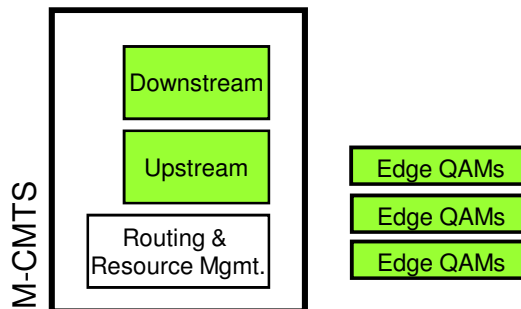 M-CMTS
Downstream
Upstream
Routing &
Resource Mgmt.
Edge QAMs
Edge QAMs
Edge QAMs